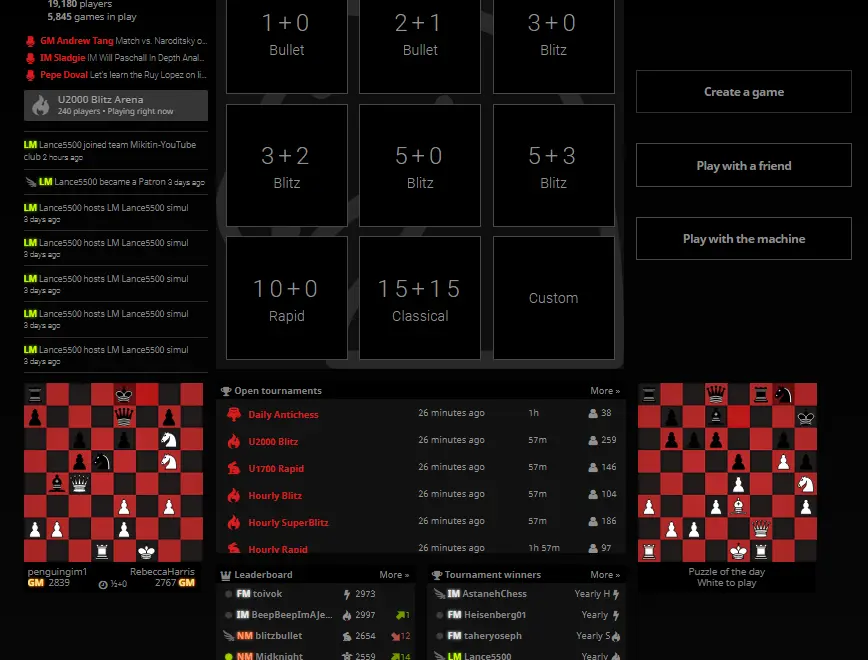 19,180 players
5,845 games in play
GM Andrew Tang Match vs. Naroditsky o...
IM Sladgie IM Will Paschall In Depth Anal...
Pepe Doval Let's learn the Ruy Lopez on li...
U2000 Blitz Arena
240 players • Playing right now
LM Lance5500 joined team Mikitin-YouTube
club 2 hours ago
LM Lance5500 became a Patron 3 days ago
LM Lance5500 hosts LM Lance5500 simul
3 days ago
LM Lance5500 hosts LM Lance5500 simul
3 days ago
LM Lance5500 hosts LM Lance5500 simul
3 days ago
LM Lance5500 hosts LM Lance5500 simul
3 days ago
LM Lance5500 hosts LM Lance5500 simul
3 days ago
1+0
Bullet
2+1
Bullet
3+0
Blitz
3+2
Blitz
5+0
Blitz
5+3
Blitz
10+0
Rapid
15+15
Classical
Custom
Create a game
Play with a friend
Play with the machine
penguingim1 RebeccaHarris
GM 2839 ½+0 2767 GM
Open tournaments More »
Daily Antichess 26 minutes ago 1h 38
U2000 Blitz 26 minutes ago 57m 259
U1700 Rapid 26 minutes ago 57m 146
Hourly Blitz 26 minutes ago 57m 104
Hourly SuperBlitz 26 minutes ago 57m 186
Hourly Rapid 26 minutes ago 1h 57m 97
Puzzle of the day
White to play
Leaderboard More »
FM toivok 2973
IM BeepBeepImAJe... 2997 1
NM blitzbullet 2654 12
NM Midknight 2559 14
Tournament winners More »
IM AstanehChess Yearly H
FM Heisenberg01 Yearly
FM taheryoseph Yearly S
LM Lance5500 Yearly